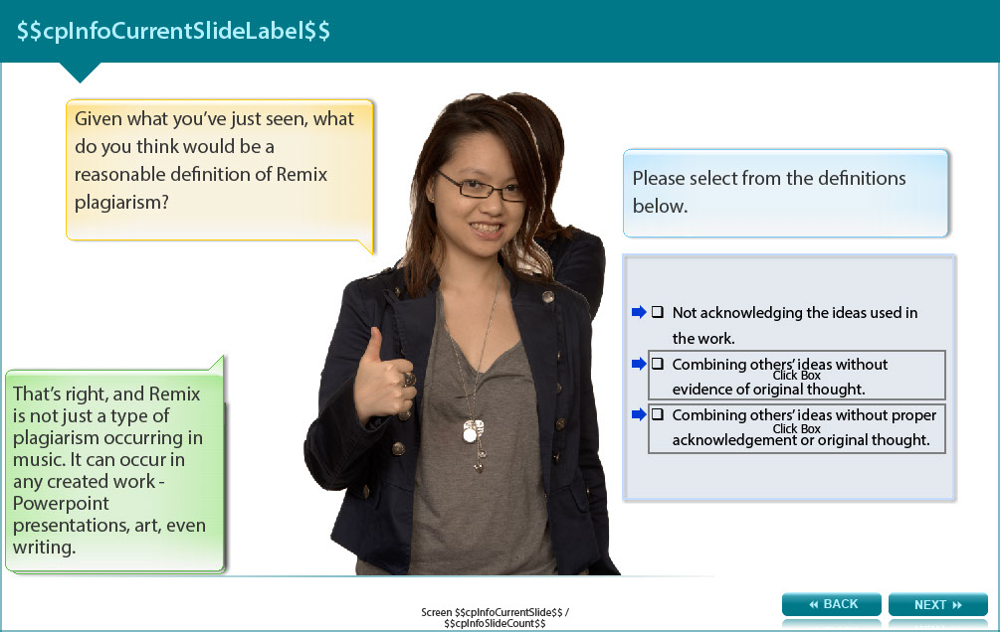 $$cpInfoCurrentSlideLabel$$
Given what you've just seen, what
do you think would be a
reasonable definition of Remix
plagiarism?
Please select from the definitions
below.
Not acknowledging the ideas used in
the work.
Combining others' ideas without
Click Box
evidence of original thought.
Combining others' ideas without proper
Click Box
acknowledgement or original thought.
That's right, and Remix
is not just a type of
plagiarism occurring in
music. It can occur in
any created work -
Powerpoint
presentations, art, even
writing.
Screen $$cpInfoCurrentSlide$$ /
$$cpInfoSlideCount$$
BACK
NEXT